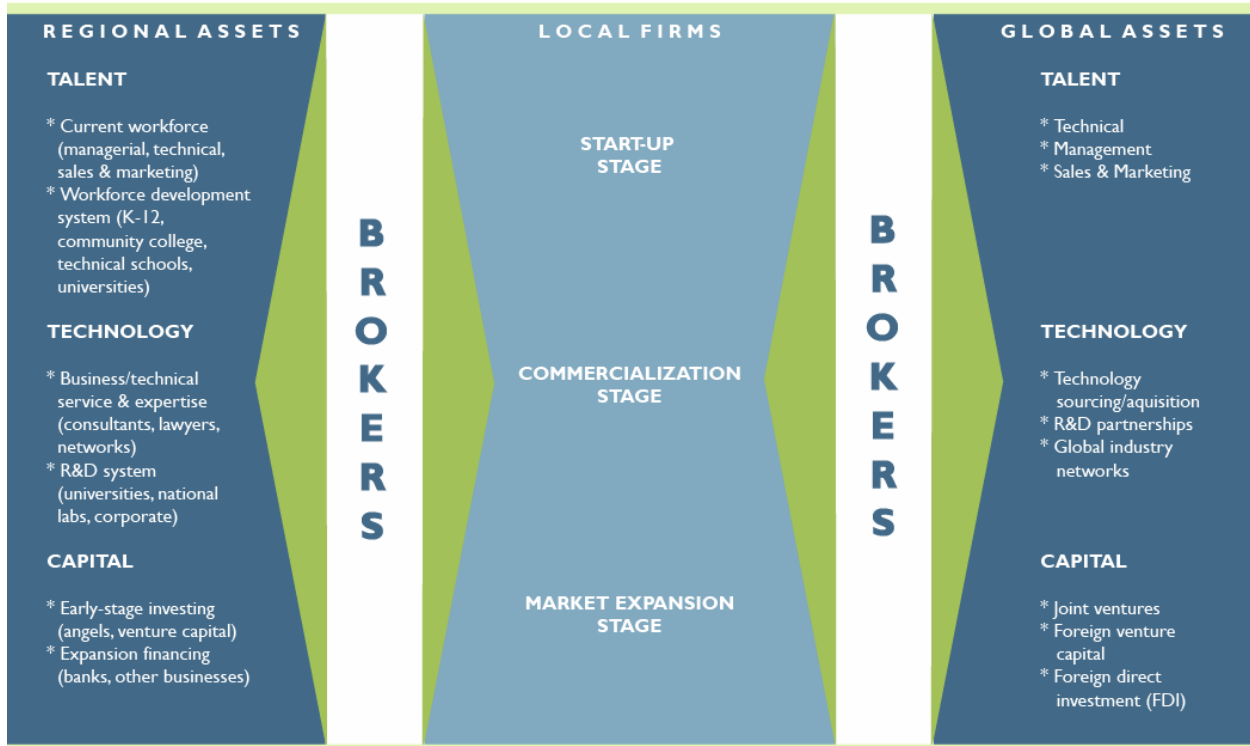 REGIONAL ASSETS
TALENT
* Current workforce
(managerial, technical,
sales & marketing)
* Workforce development
system (K-12,
community college,
technical schools,
universities)
TECHNOLOGY
* Business/technical
service & expertise
(consultants, lawyers,
networks)
* R&D system
(universities, national
labs, corporate)
CAPITAL
* Early-stage investing
(angels, venture capital)
* Expansion financing
(banks, other businesses)
BROKERS
LOCAL FIRMS
START-UP
STAGE
COMMERCIALIZATION
STAGE
MARKET EXPANSION
STAGE
BROKERS
GLOBAL ASSETS
TALENT
* Technical
* Management
* Sales & Marketing
TECHNOLOGY
* Technology
sourcing/aquisition
* R&D partnerships
* Global industry
networks
CAPITAL
* Joint ventures
* Foreign venture
capital
* Foreign direct
investment (FDI)